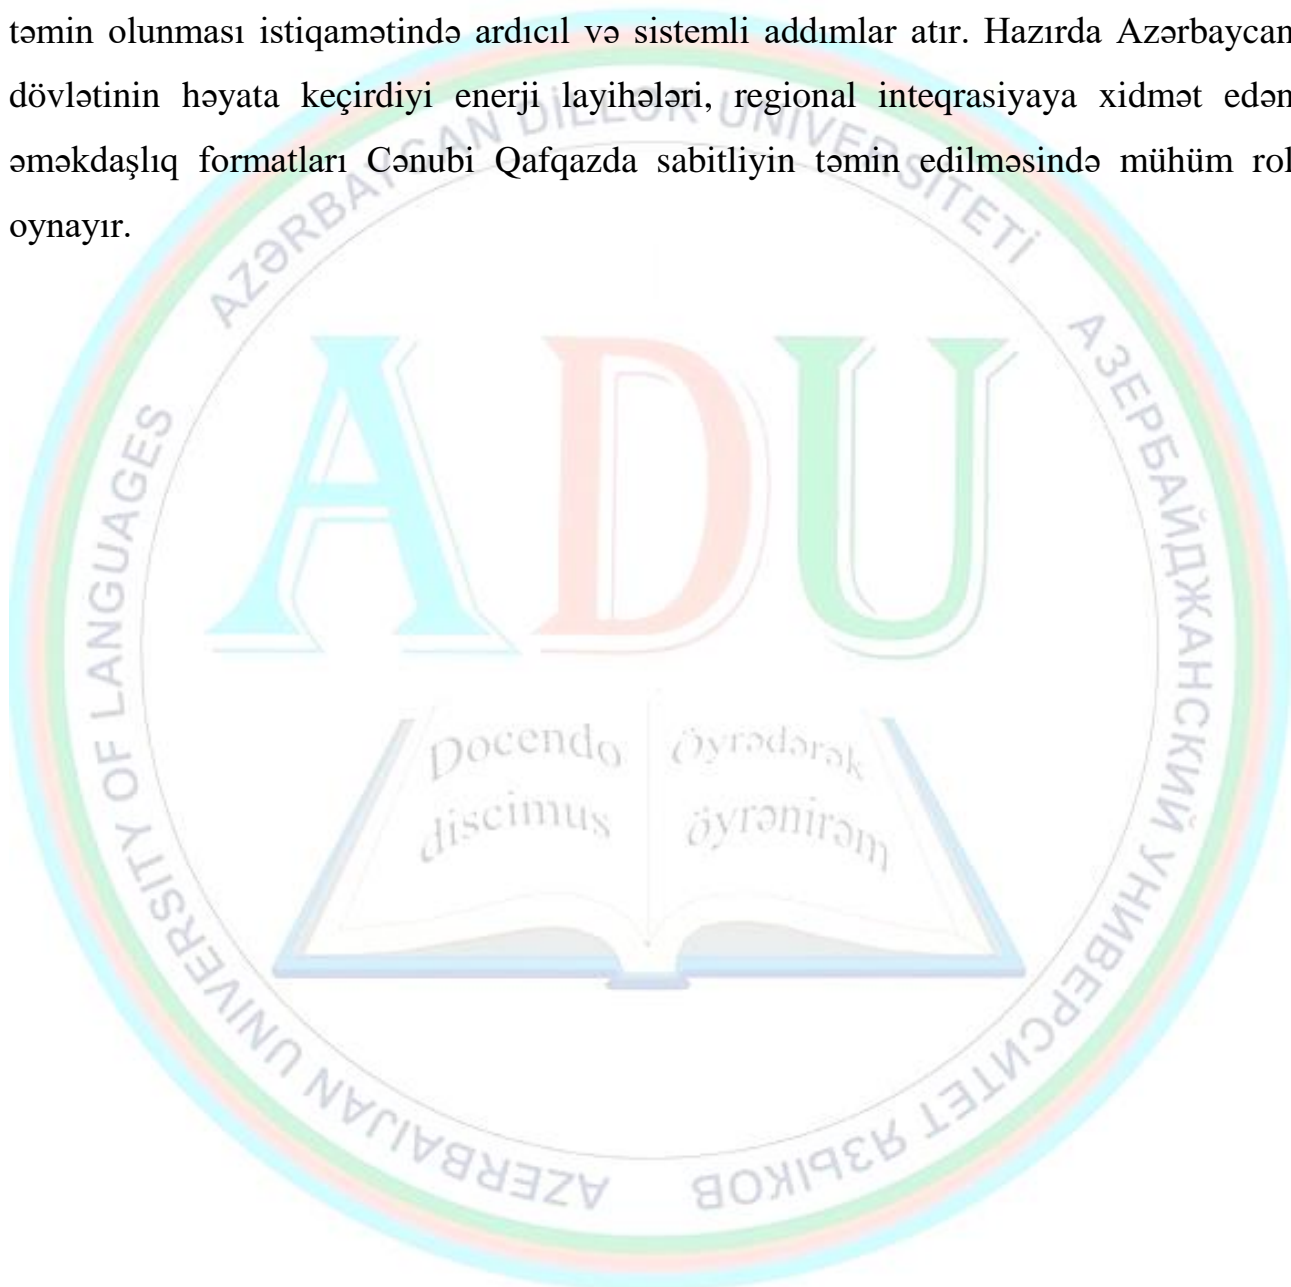 təmin olunması istiqamətində ardıcıl və sistemli addımlar atır. Hazırda Azərbaycan
dövlətinin həyata keçirdiyi enerji layihələri, regional inteqrasiyaya xidmət edən
əməkdaşlıq formatları Cənubi Qafqazda sabitliyin təmin edilməsində mühüm rol
oynayır.
AZƏRBAYCAN DİLLƏR UNİVERSİTETİ
АЗЕРБАЙДЖАНСКИЙ УНИВЕРСИТЕТ ЯЗЫКОВ
AZERBAIJAN UNIVERSITY OF LANGUAGES
ADU
Docendo
discimus
Öyrədərək
öyrənirəm